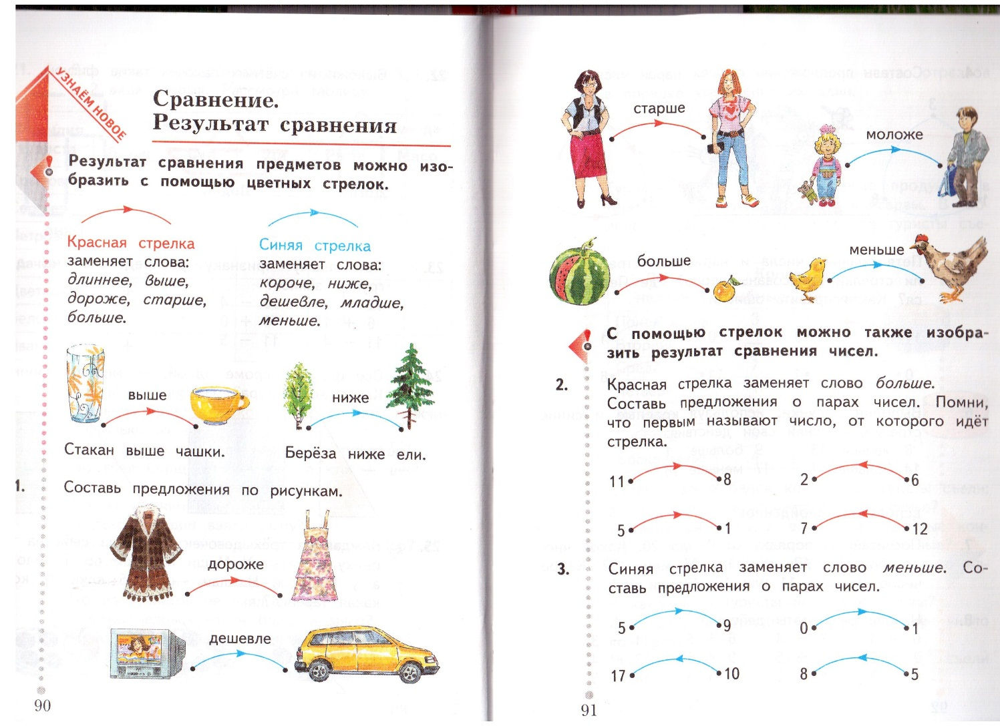 УЗНАЁМ НОВОЕ
Сравнение.
Результат сравнения
Результат сравнения предметов можно изо-
бразить с помощью цветных стрелок.
Красная стрелка
заменяет слова:
длиннее, выше,
дороже, старше,
больше.
Синяя стрелка
заменяет слова:
короче, ниже,
дешевле, младше,
меньше.
выше
ниже
Стакан выше чашки.
Берёза ниже ели.
1. Составь предложения по рисункам.
дороже
дешевле
90
старше
моложе
больше
меньше
С помощью стрелок можно также изобра-
зить результат сравнения чисел.
2. Красная стрелка заменяет слово больше.
Составь предложения о парах чисел. Помни,
что первым называют число, от которого идёт
стрелка.
11 8 2 6
5 1 7 12
3. Синяя стрелка заменяет слово меньше. Со-
ставь предложения о парах чисел.
5 9 0 1
17 10 8 5
91